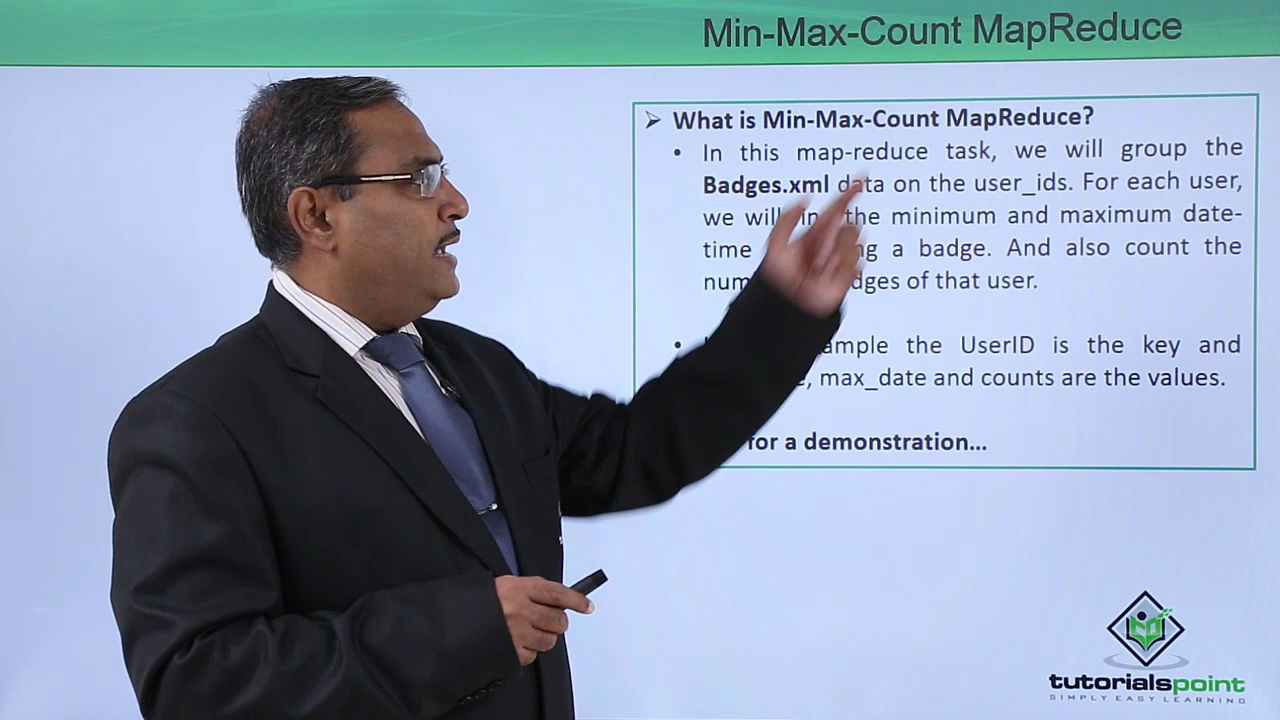 Min-Max-Count MapReduce
➢ What is Min-Max-Count MapReduce?
• In this map-reduce task, we will group the
Badges.xml data on the user_ids. For each user,
we will the minimum and maximum date-
time a badge. And also count the
of that user.
• the UserID is the key and
max_date and counts are the values.
for a demonstration...
tutorialspoint
SIMPLY EASY LEARNING